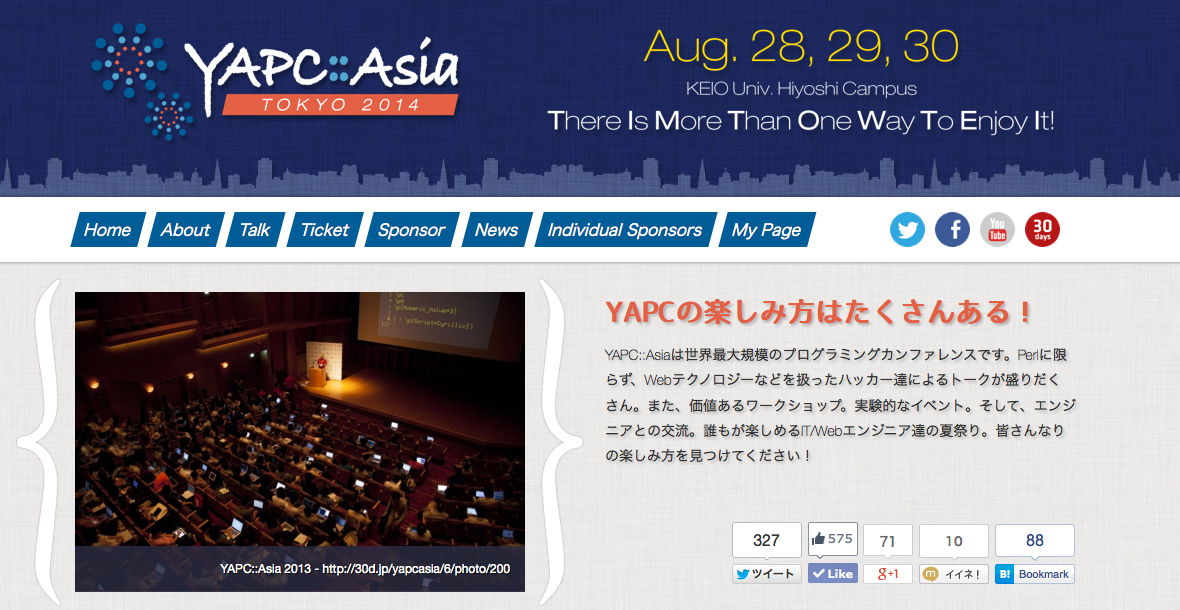 YAPC::Asia
TOKYO 2014
Aug. 28, 29, 30
KEIO Univ. Hiyoshi Campus
There Is More Than One Way To Enjoy It!
Home About Talk Ticket Sponsor News Individual Sponsors My Page
You
Tube
30
days
\p{Numeric_Value=3}
\p{Script=Cyrillic})
YAPC::Asia 2013 - http://30d.jp/yapcasia/6/photo/200
YAPCの楽しみ方はたくさんある！
YAPC::Asiaは世界最大規模のプログラミングカンファレンスです。Perlに限
らず、Webテクノロジーなどを扱ったハッカー達によるトークが盛りだく
さん。また、価値あるワークショップ。実験的なイベント。そして、エンジ
ニアとの交流。誰もが楽しめるIT/Webエンジニア達の夏祭り。皆さんなり
の楽しみ方を見つけてください！
327 575 71 10 88
ツイート Like g+1 m イイネ！ B! Bookmark